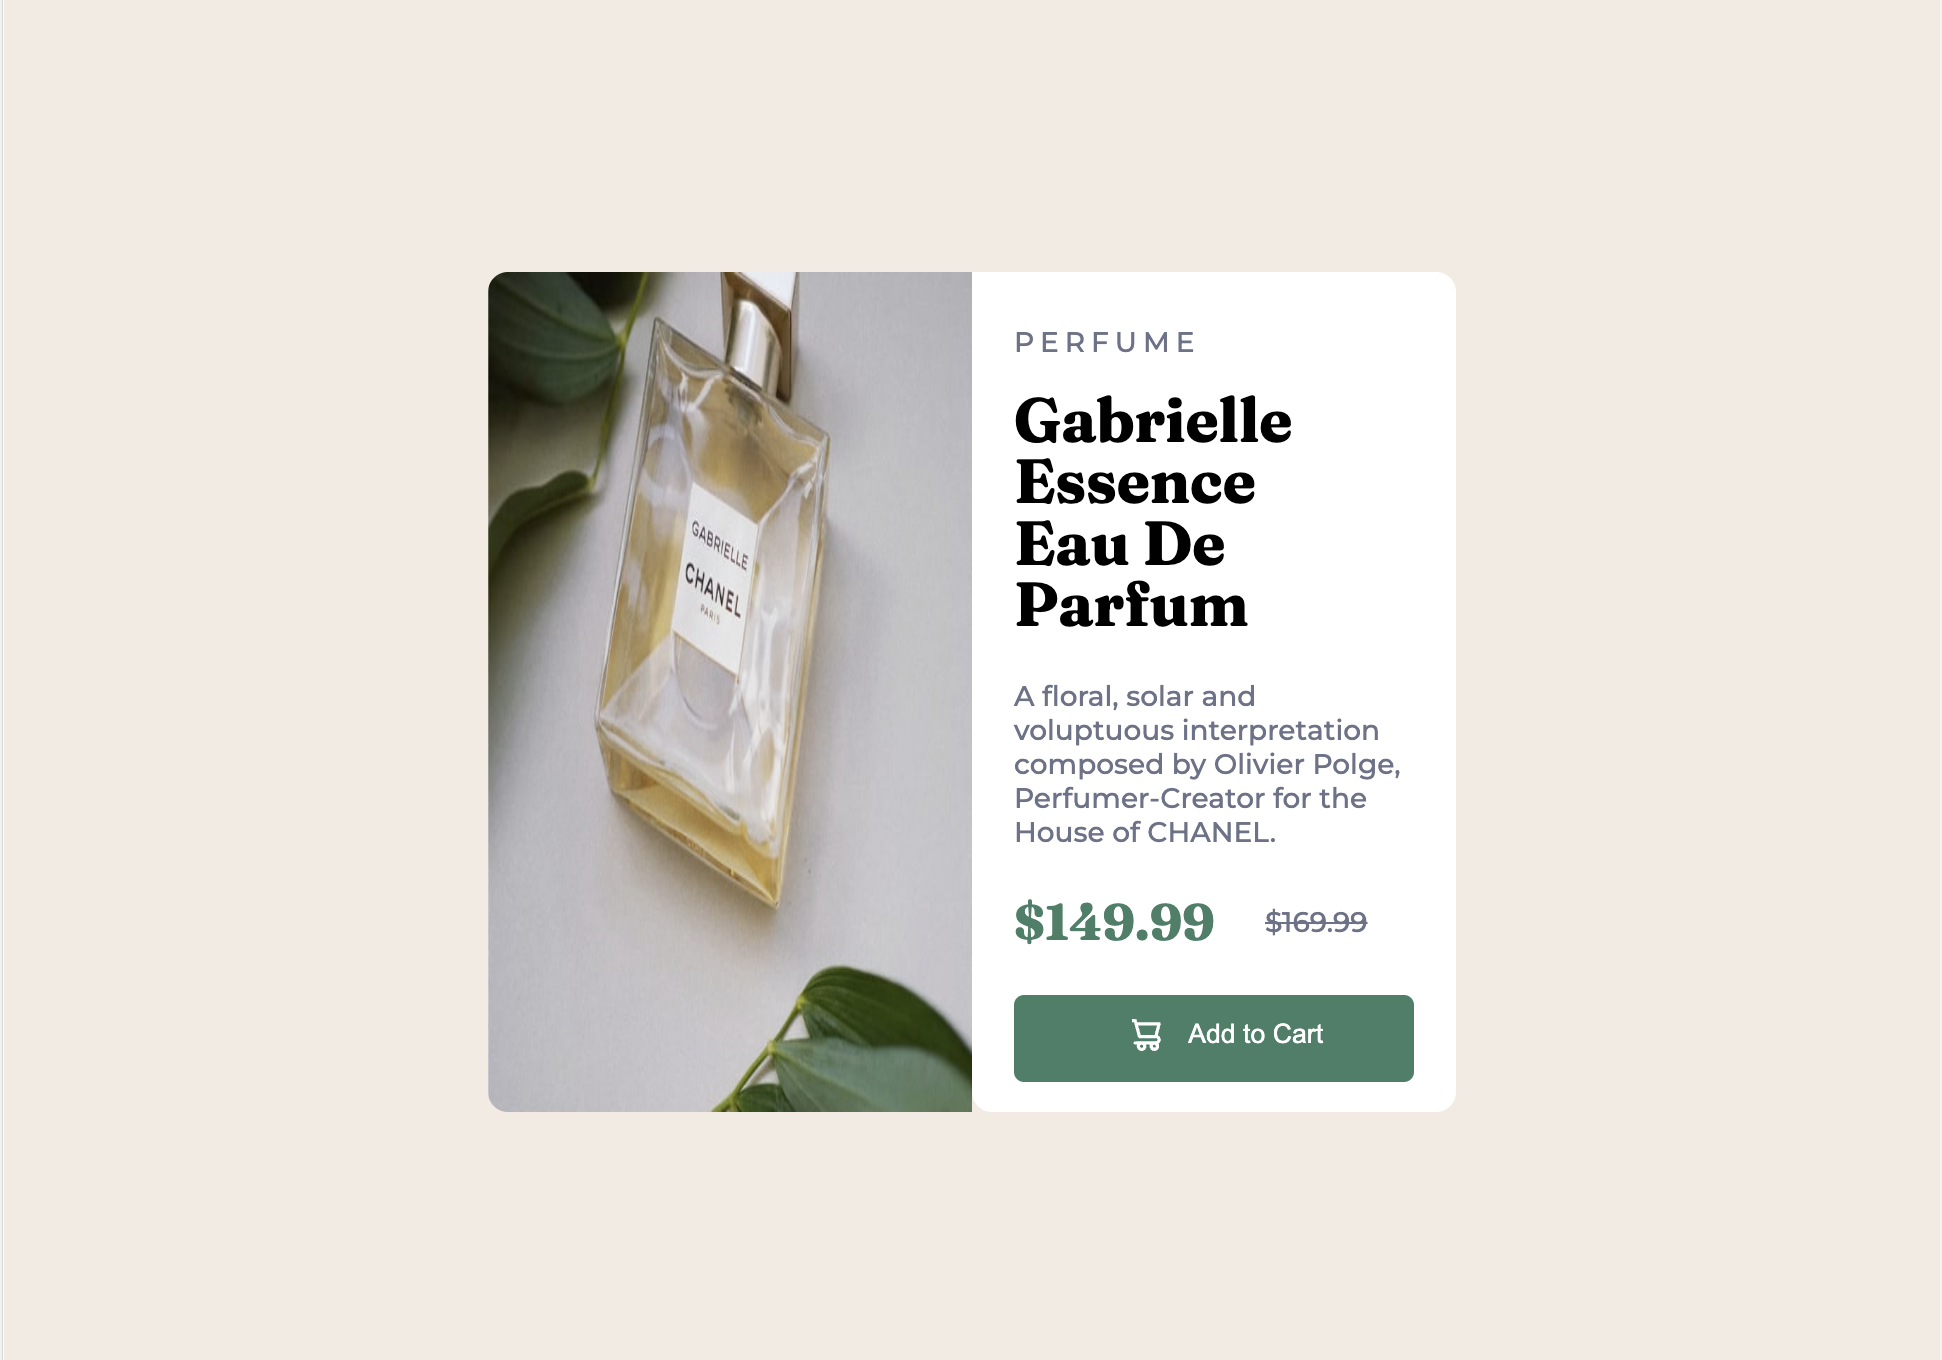 GABRIELLE
CHANEL
PARIS
PERFUME
Gabrielle
Essence
Eau De
Parfum
A floral, solar and
voluptuous interpretation
composed by Olivier Polge,
Perfumer-Creator for the
House of CHANEL.
$149.99 $169.99
Add to Cart